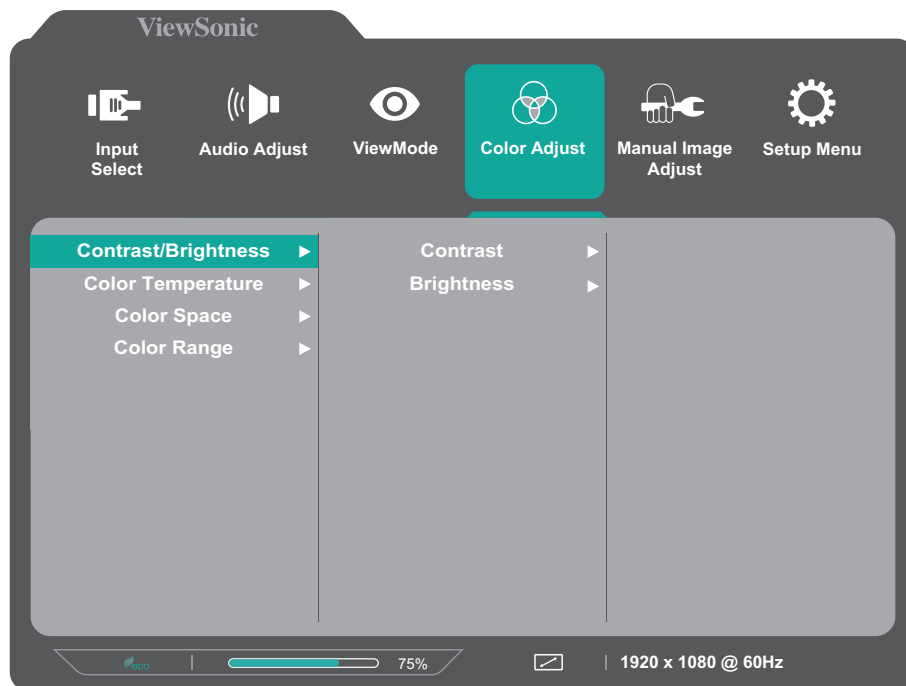 ViewSonic
Input
Select
Audio Adjust
ViewMode
Color Adjust
Manual Image
Adjust
Setup Menu
Contrast/Brightness
Color Temperature
Color Space
Color Range
Contrast
Brightness
ECO
75%
1920 x 1080 @ 60Hz